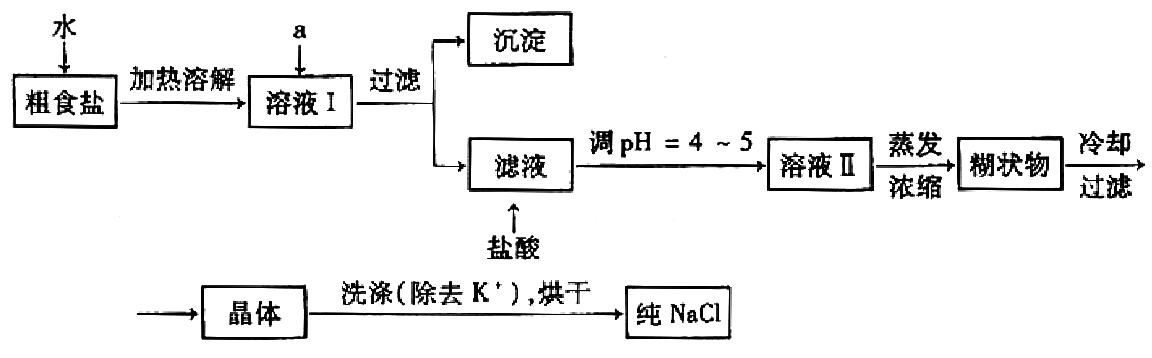 水
a
粗食盐
加热溶解
溶液Ⅰ
过滤
沉淀
滤液
盐酸
调pH = 4 ~ 5
溶液Ⅱ
蒸发
浓缩
糊状物
冷却
过滤
晶体
洗涤(除去K⁺),烘干
纯NaCl